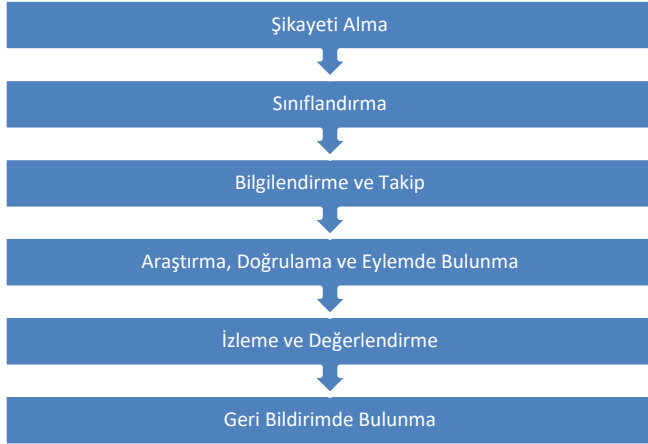 Şikayeti Alma
Sınıflandırma
Bilgilendirme ve Takip
Araştırma, Doğrulama ve Eylemde Bulunma
İzleme ve Değerlendirme
Geri Bildirimde Bulunma